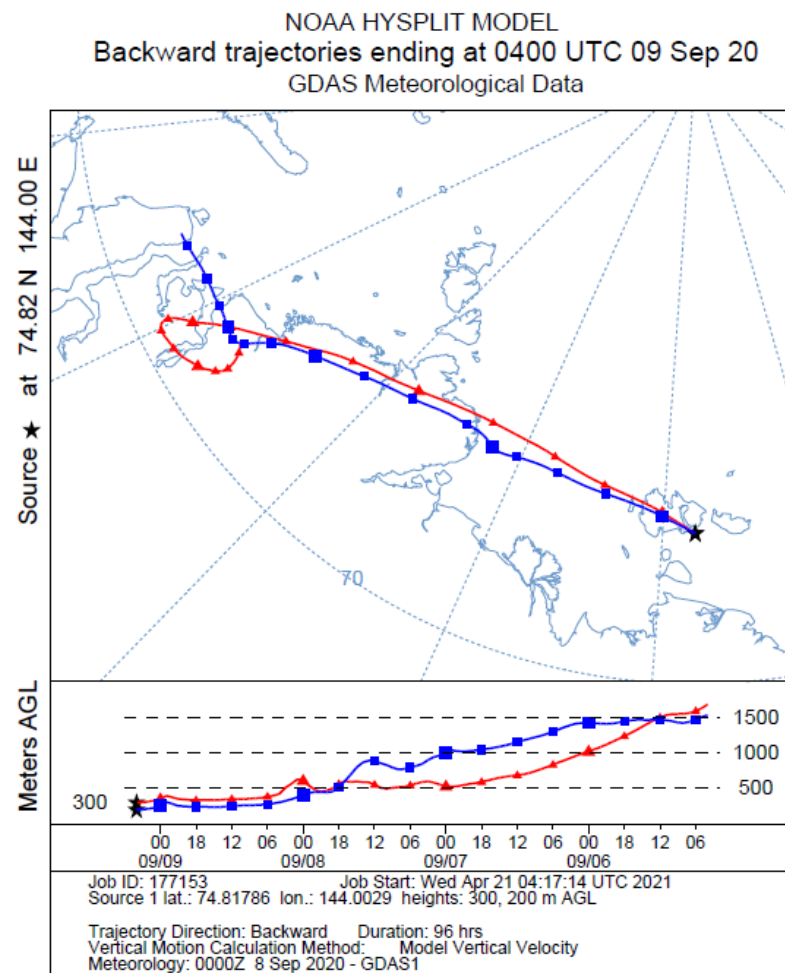 NOAA HYSPLIT MODEL
Backward trajectories ending at 0400 UTC 09 Sep 20
GDAS Meteorological Data
Source ★ at 74.82 N 144.00 E
70
Meters AGL
1500
1000
500
300
00 18 12 06 00 18 12 06 00 18 12 06 00 18 12 06
09/09 09/08 09/07 09/06
Job ID: 177153 Job Start: Wed Apr 21 04:17:14 UTC 2021
Source 1 lat.: 74.81786 lon.: 144.0029 heights: 300, 200 m AGL
Trajectory Direction: Backward Duration: 96 hrs
Vertical Motion Calculation Method: Model Vertical Velocity
Meteorology: 0000Z 8 Sep 2020 - GDAS1